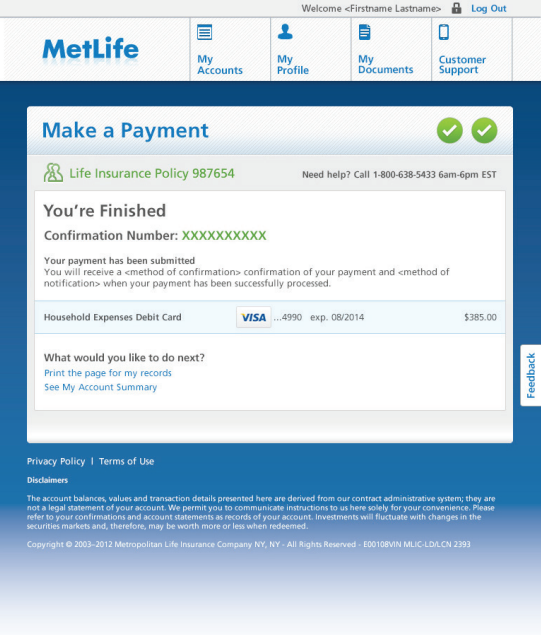 Welcome <Firstname Lastname> Log Out
MetLife
My Accounts
My Profile
My Documents
Customer Support
Make a Payment
Life Insurance Policy 987654
Need help? Call 1-800-638-5433 6am-6pm EST
You're Finished
Confirmation Number: XXXXXXXXXX
Your payment has been submitted
You will receive a <method of confirmation> confirmation of your payment and <method of
notification> when your payment has been successfully processed.
Household Expenses Debit Card VISA ...4990 exp. 08/2014 $385.00
What would you like to do next?
Print the page for my records
See My Account Summary
Feedback
Privacy Policy | Terms of Use
Disclaimers
The account balances, values and transaction details presented here are derived from our contract administrative system; they are
not a legal statement of your account. We permit you to communicate instructions to us here solely for your convenience. Please
refer to your confirmations and account statements as records of your account. Investments will fluctuate with changes in the
securities markets and, therefore, may be worth more or less when redeemed.
Copyright © 2003–2012 Metropolitan Life Insurance Company NY, NY - All Rights Reserved - E00108VIN MLIC-LD/LCN 2393